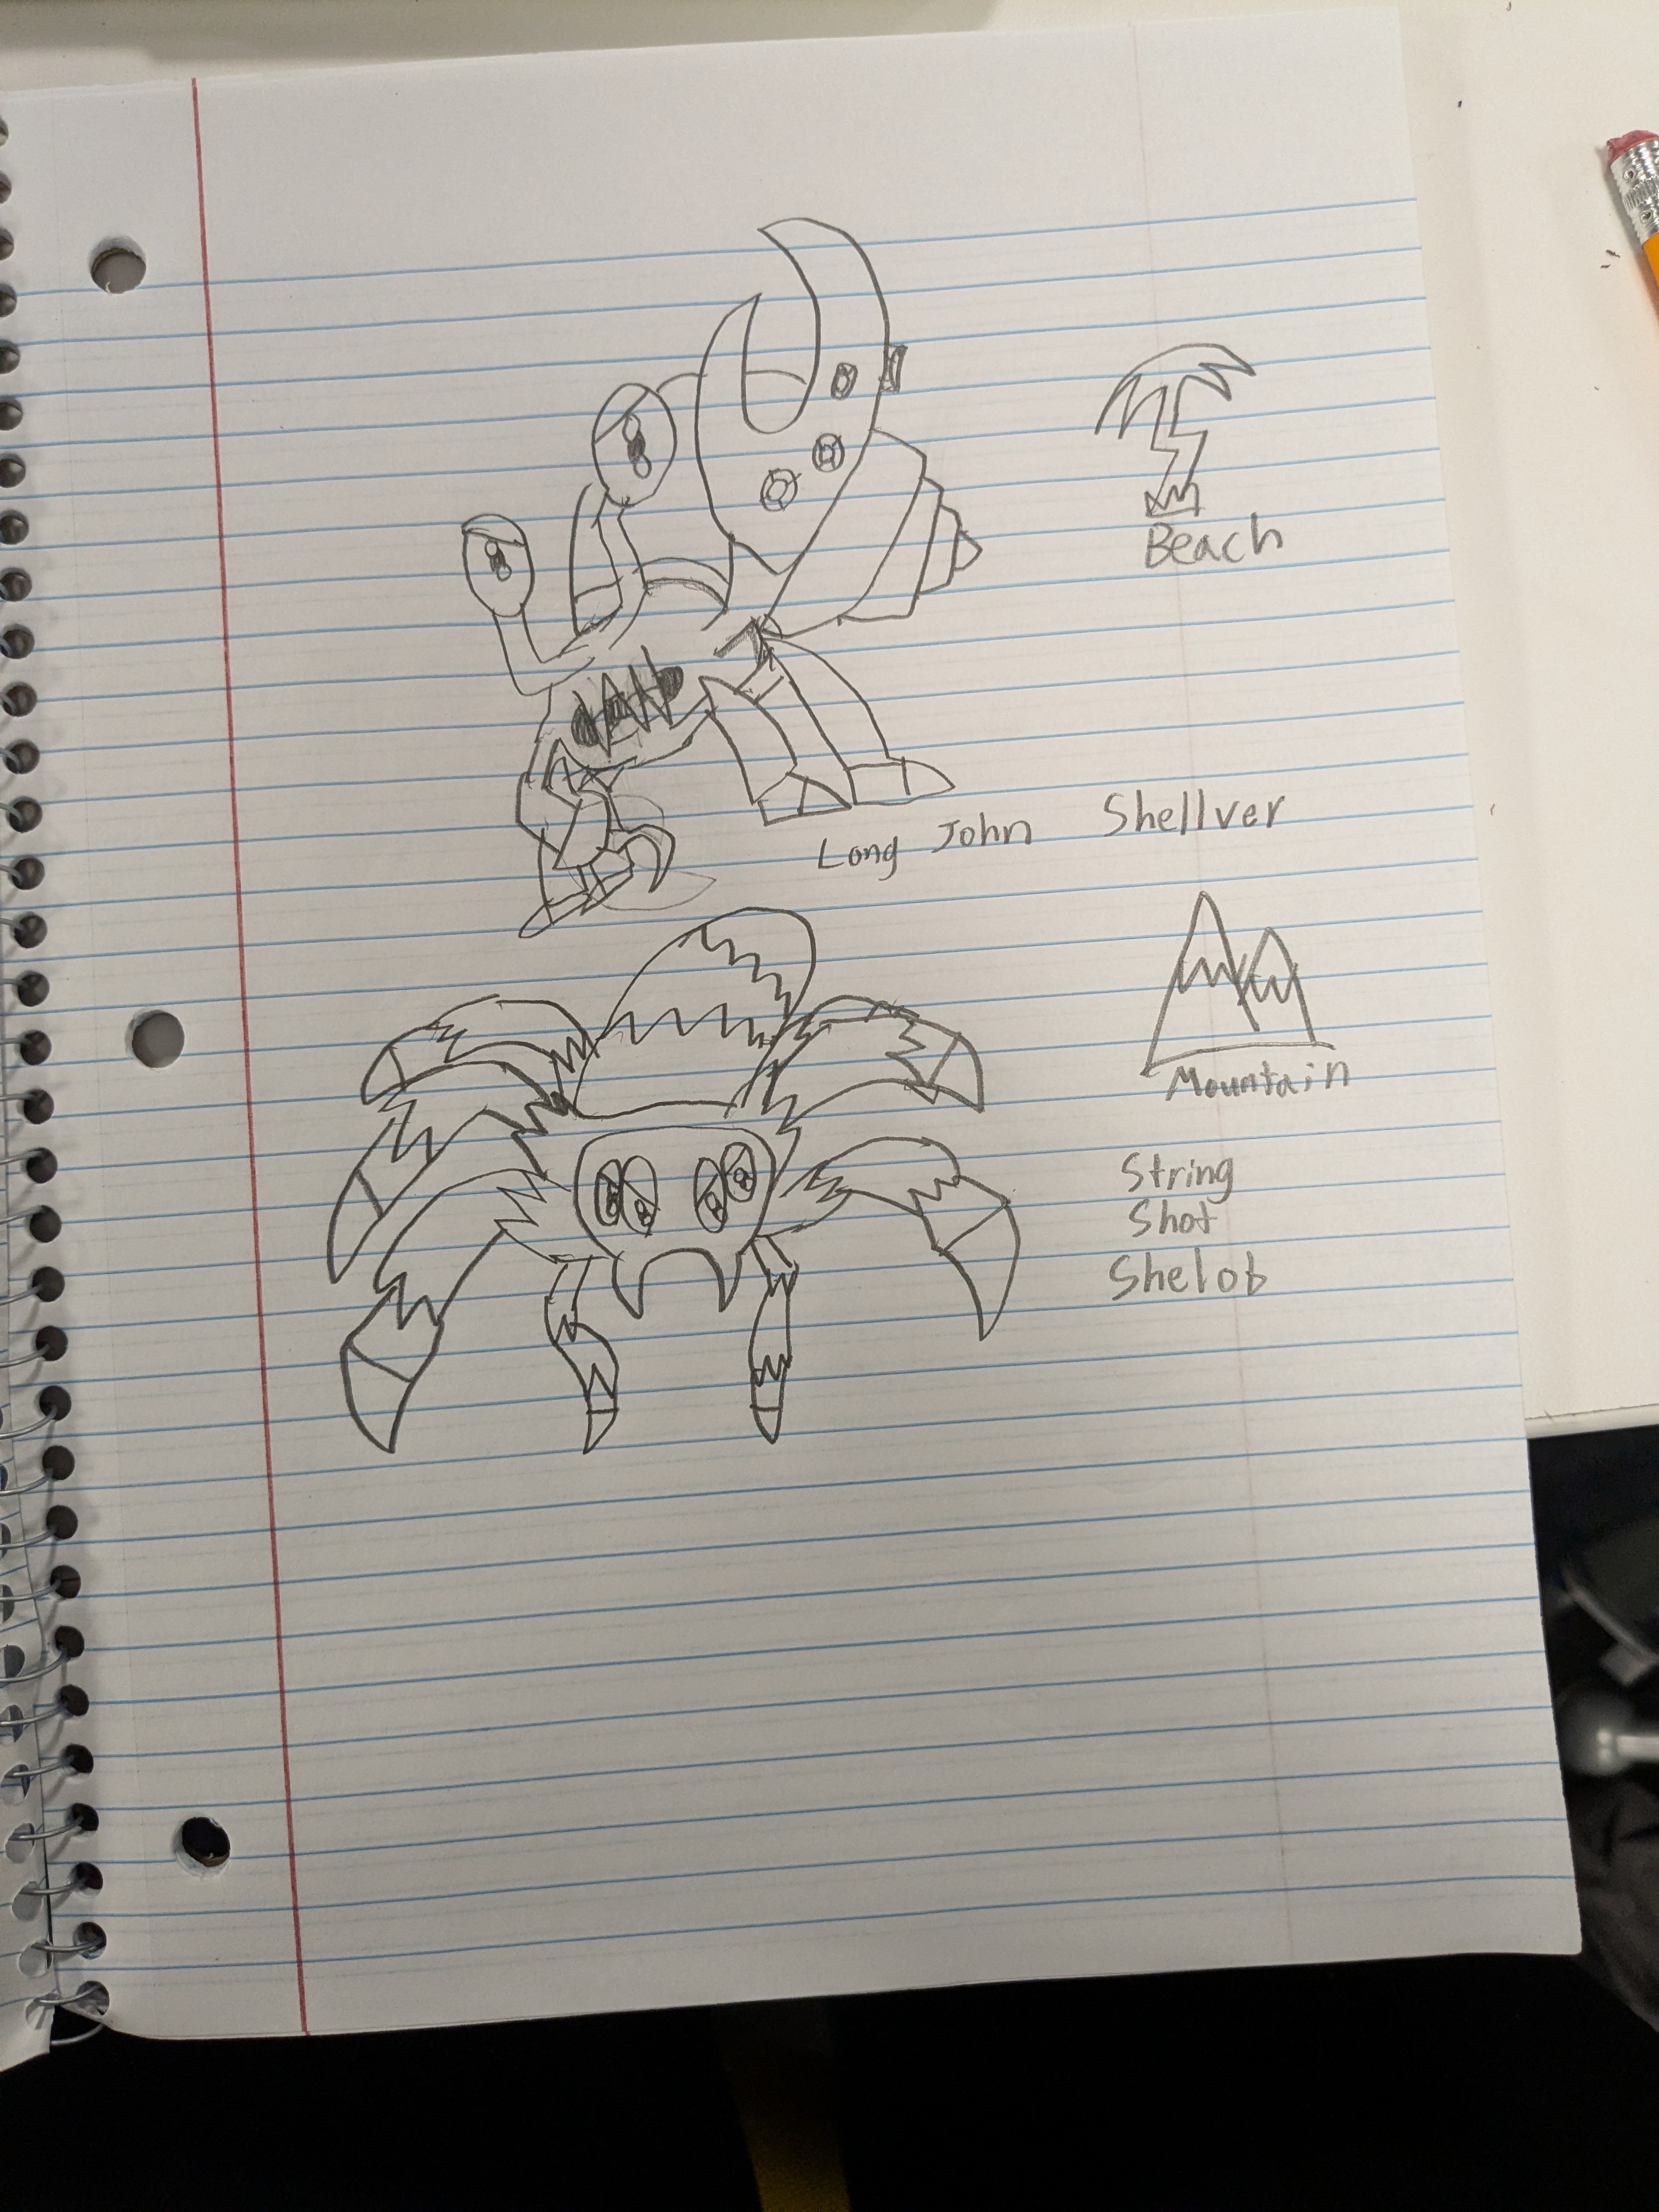 Beach
Long John Shellver
Mountain
String
Shot
Shelob